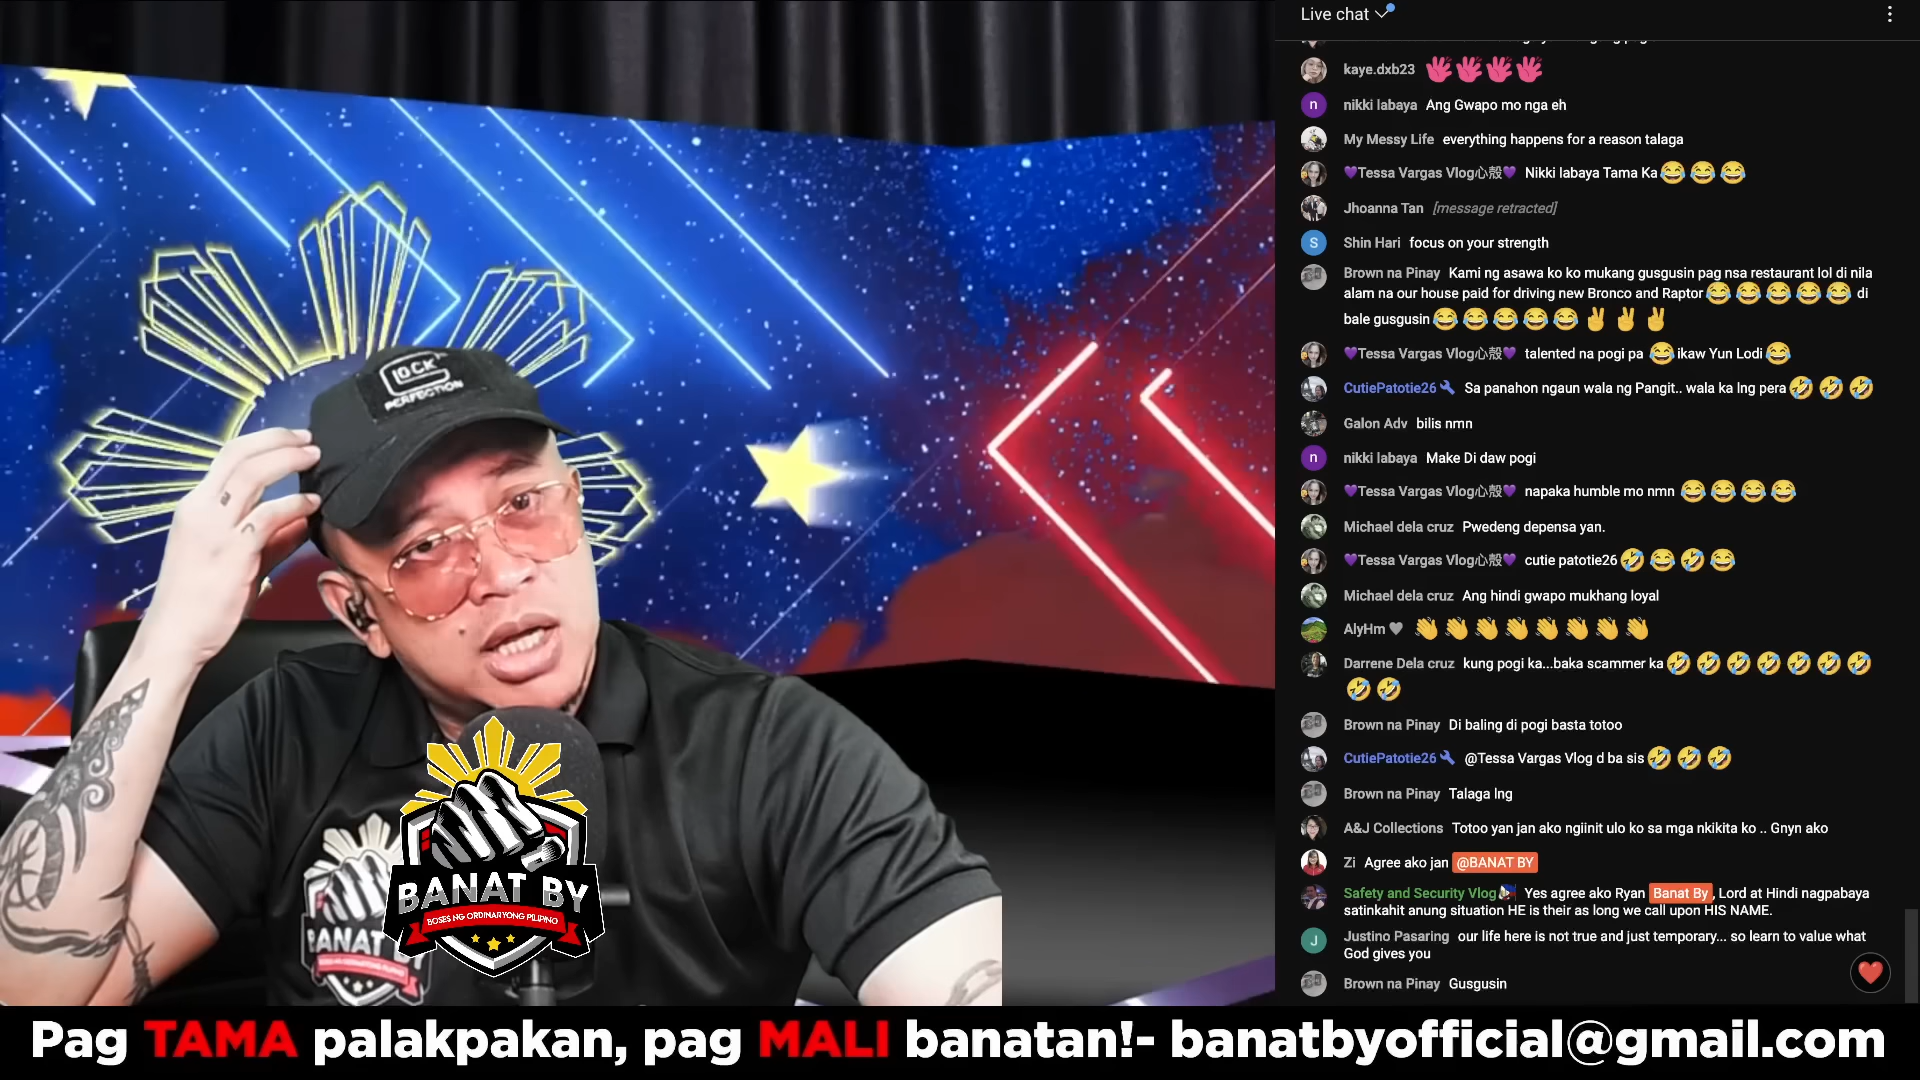 Live chat
kaye.dxb23
n nikki labaya Ang Gwapo mo nga eh
My Messy Life everything happens for a reason talaga
💜Tessa Vargas Vlog心殻💜 Nikki labaya Tama Ka😂😂😂
Jhoanna Tan [message retracted]
S Shin Hari focus on your strength
Brown na Pinay Kami ng asawa ko ko mukang gusgusin pag nsa restaurant lol di nila
alam na our house paid for driving new Bronco and Raptor😂😂😂😂😂 di
bale gusgusin😂😂😂😂😂✌✌✌
💜Tessa Vargas Vlog心殻💜 talented na pogi pa 😂ikaw Yun Lodi😂
CutiePatotie26 Sa panahon ngaun wala ng Pangit.. wala ka lng pera🤣🤣🤣
Galon Adv bilis nmn
n nikki labaya Make Di daw pogi
💜Tessa Vargas Vlog心殻💜 napaka humble mo nmn 😂😂😂😂
Michael dela cruz Pwedeng depensa yan.
💜Tessa Vargas Vlog心殻💜 cutie patotie26🤣😂🤣😂
Michael dela cruz Ang hindi gwapo mukhang loyal
AlyHm🩶 👏👏👏👏👏👏👏👏
Darrene Dela cruz kung pogi ka...baka scammer ka🤣🤣🤣🤣🤣🤣🤣
🤣🤣
Brown na Pinay Di baling di pogi basta totoo
CutiePatotie26 @Tessa Vargas Vlog d ba sis🤣🤣🤣
Brown na Pinay Talaga lng
A&J Collections Totoo yan jan ako ngiinit ulo ko sa mga nkikita ko .. Gnyn ako
Zi Agree ako jan @BANAT BY
Safety and Security Vlog Yes agree ako Ryan Banat By, Lord at Hindi nagpabaya
satinkahit anung situation HE is their as long we call upon HIS NAME.
J Justino Pasaring our life here is not true and just temporary... so learn to value what
God gives you
Brown na Pinay Gusgusin
GLOCK
PERFECTION
BANAT BY
BOSES NG ORDINARYONG PILIPINO
BANAT
Pag TAMA palakpakan, pag MALI banatan!- banatbyofficial@gmail.com